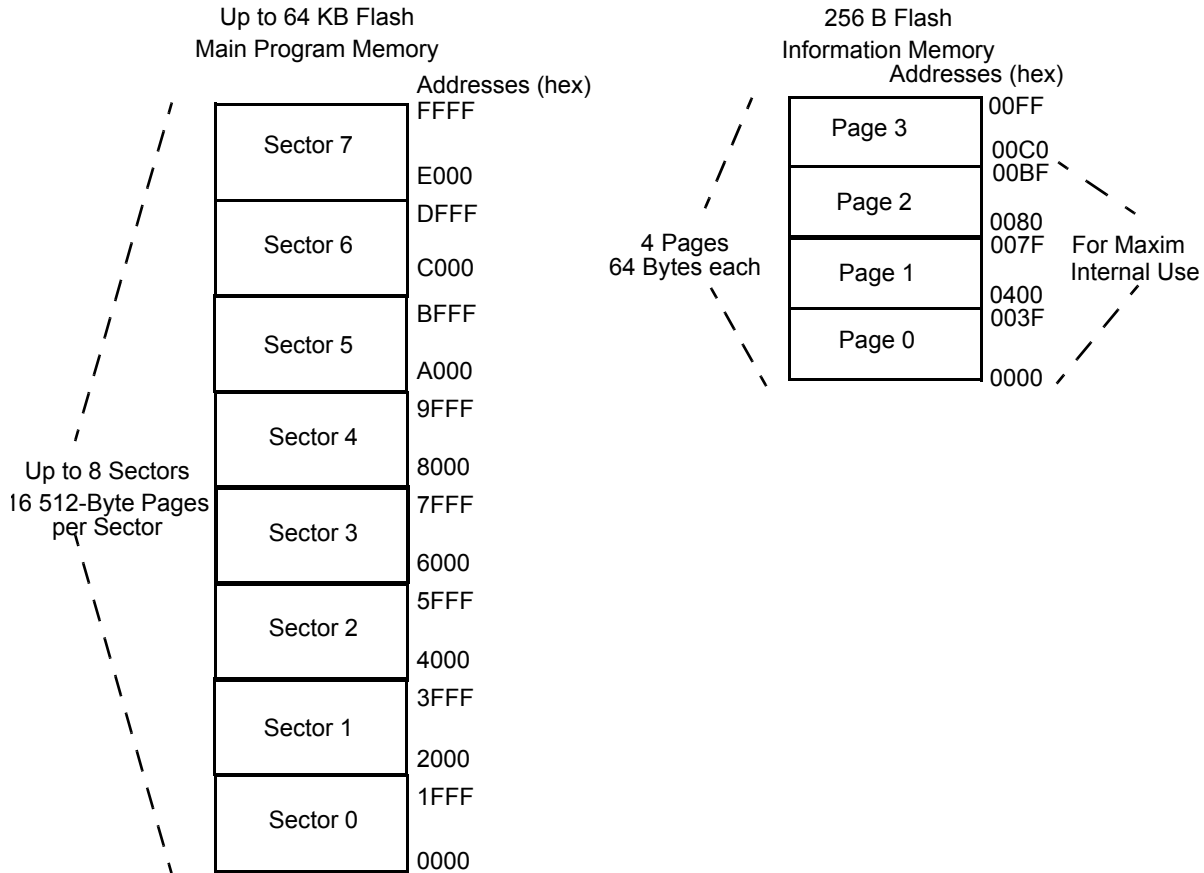 Up to 64 KB Flash
Main Program Memory
Addresses (hex)
FFFF
Sector 7
E000
DFFF
Sector 6
C000
BFFF
Sector 5
A000
9FFF
Sector 4
8000
7FFF
Sector 3
6000
5FFF
Sector 2
4000
3FFF
Sector 1
2000
1FFF
Sector 0
0000
Up to 8 Sectors
16 512-Byte Pages
per Sector
256 B Flash
Information Memory
Addresses (hex)
00FF
Page 3
00C0
00BF
Page 2
0080
007F
Page 1
0400
003F
Page 0
0000
4 Pages
64 Bytes each
For Maxim
Internal Use